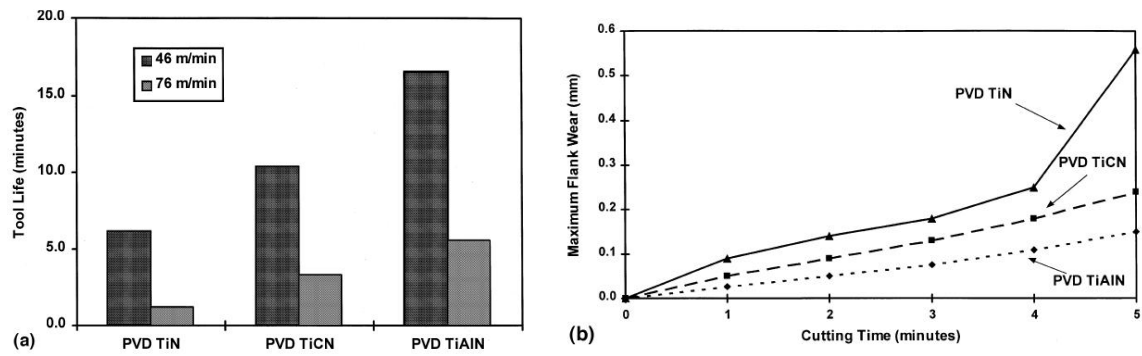 20.0
15.0
10.0
5.0
0.0
Tool Life (minutes)
46 m/min
76 m/min
PVD TiN
PVD TiCN
PVD TiAlN
(a)
0.6
0.5
0.4
0.3
0.2
0.1
0.0
Maximum Flank Wear (mm)
PVD TiN
PVD TiCN
PVD TiAlN
0 1 2 3 4 5
Cutting Time (minutes)
(b)